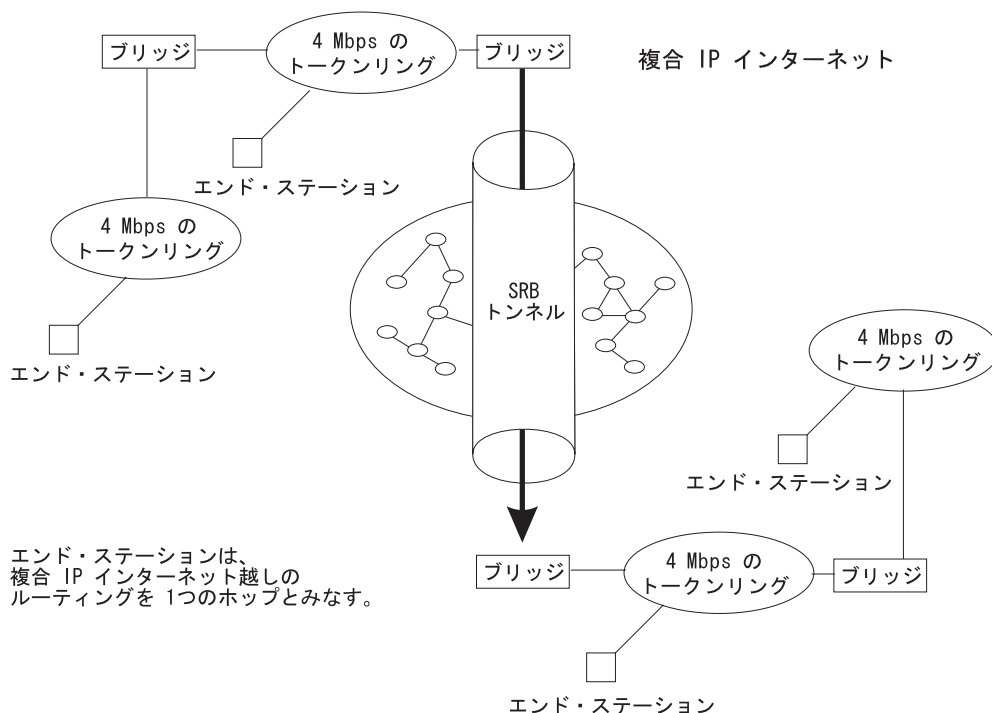 ブリッジ
4 Mbps の
トークンリング
ブリッジ
複合 IP インターネット
エンド・ステーション
4 Mbps の
トークンリング
エンド・ステーション
SRB
トンネル
4 Mbps の
トークンリング
エンド・ステーション
エンド・ステーションは、
複合 IP インターネット越しの
ルーティングを 1つのホップとみなす。
ブリッジ
4 Mbps の
トークンリング
ブリッジ
エンド・ステーション